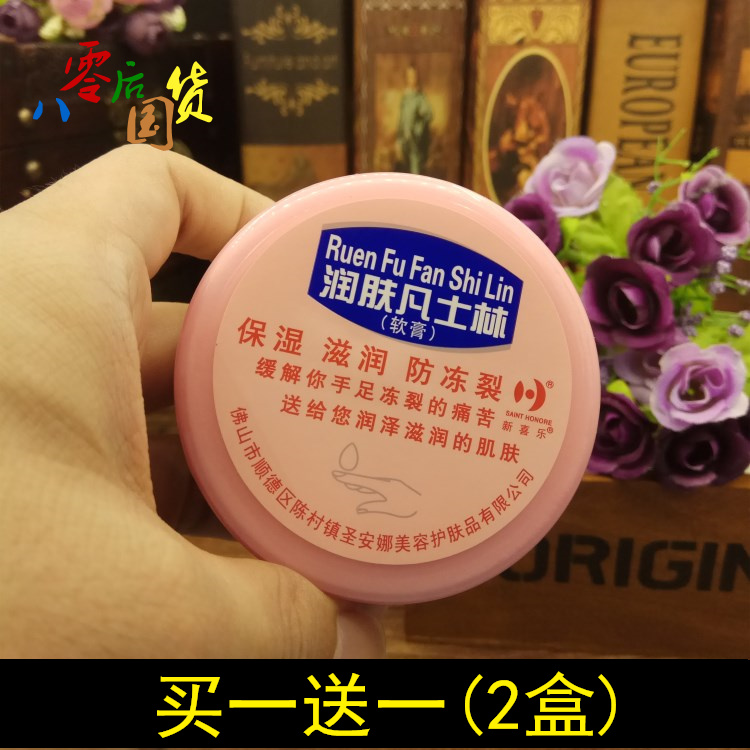 八零后国货
EUROPEAN
Ruen Fu Fan Shi Lin
润肤凡士林
(软膏)
保湿 滋润 防冻裂
缓解你手足冻裂的痛苦
送给您润泽滋润的肌肤
®
SAINT HONORE
新喜乐®
佛山市顺德区陈村镇圣安娜美容护肤品有限公司
ORIGIN
买一送一(2盒)